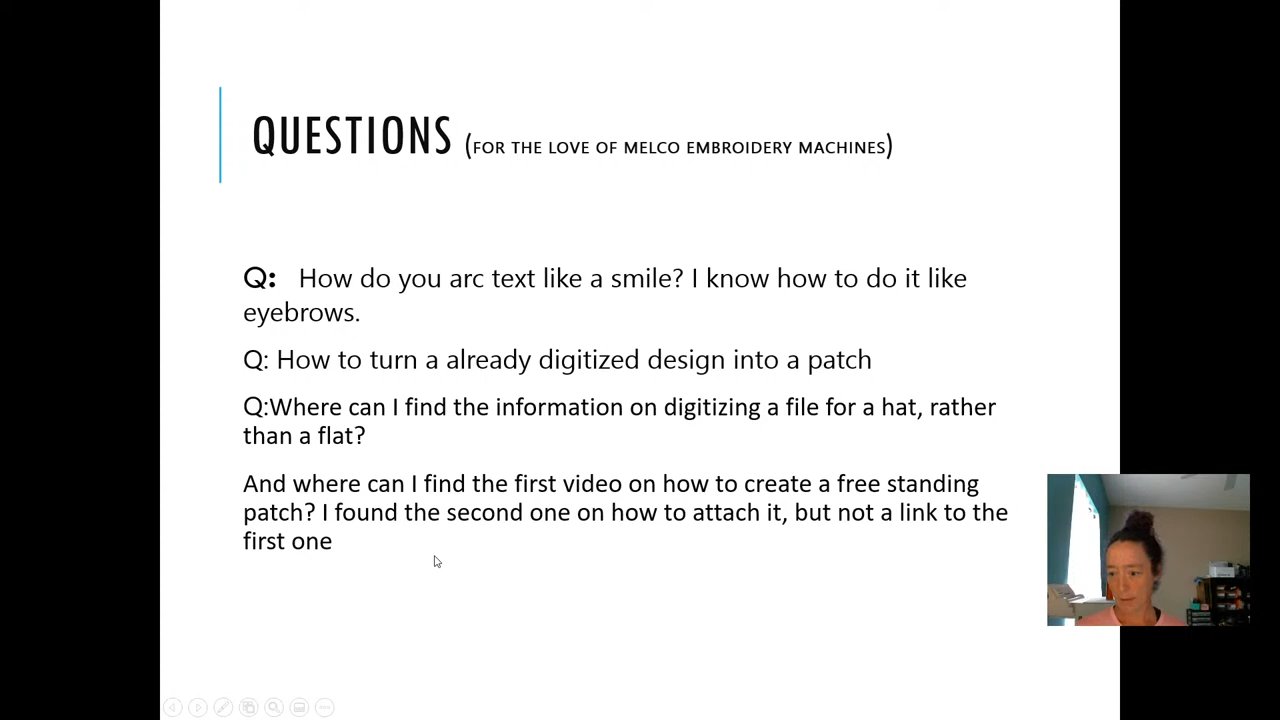 QUESTIONS (FOR THE LOVE OF MELCO EMBROIDERY MACHINES)
Q: How do you arc text like a smile? I know how to do it like
eyebrows.
Q: How to turn a already digitized design into a patch
Q:Where can I find the information on digitizing a file for a hat, rather
than a flat?
And where can I find the first video on how to create a free standing
patch? I found the second one on how to attach it, but not a link to the
first one